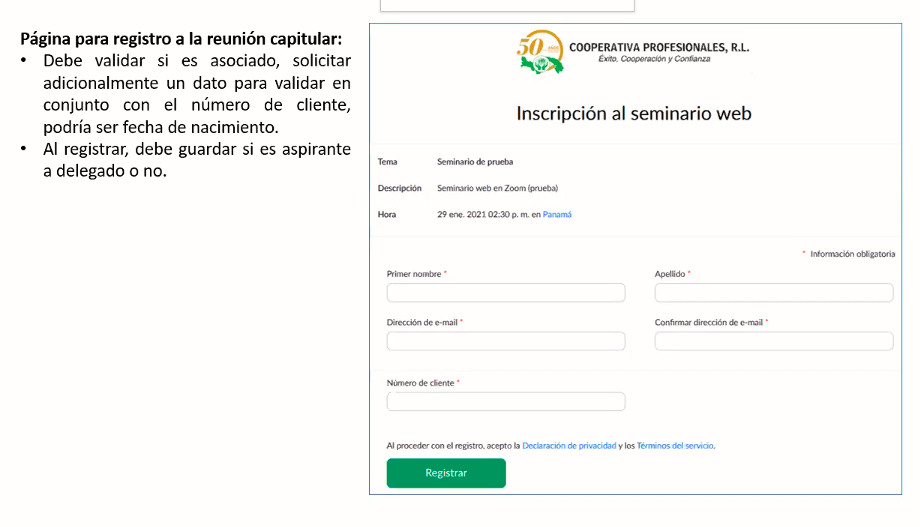 Página para registro a la reunión capitular:
• Debe validar si es asociado, solicitar
adicionalmente un dato para validar en
conjunto con el número de cliente,
podría ser fecha de nacimiento.
• Al registrar, debe guardar si es aspirante
a delegado o no.
50 AÑOS
COOPERATIVA PROFESIONALES, R.L.
Éxito, Cooperación y Confianza
Inscripción al seminario web
Tema Seminario de prueba
Descripción Seminario web en Zoom (prueba)
Hora 29 ene. 2021 02:30 p. m. en Panamá
* Información obligatoria
Primer nombre * Apellido *
Dirección de e-mail * Confirmar dirección de e-mail *
Número de cliente *
Al proceder con el registro, acepto la Declaración de privacidad y los Términos del servicio.
Registrar